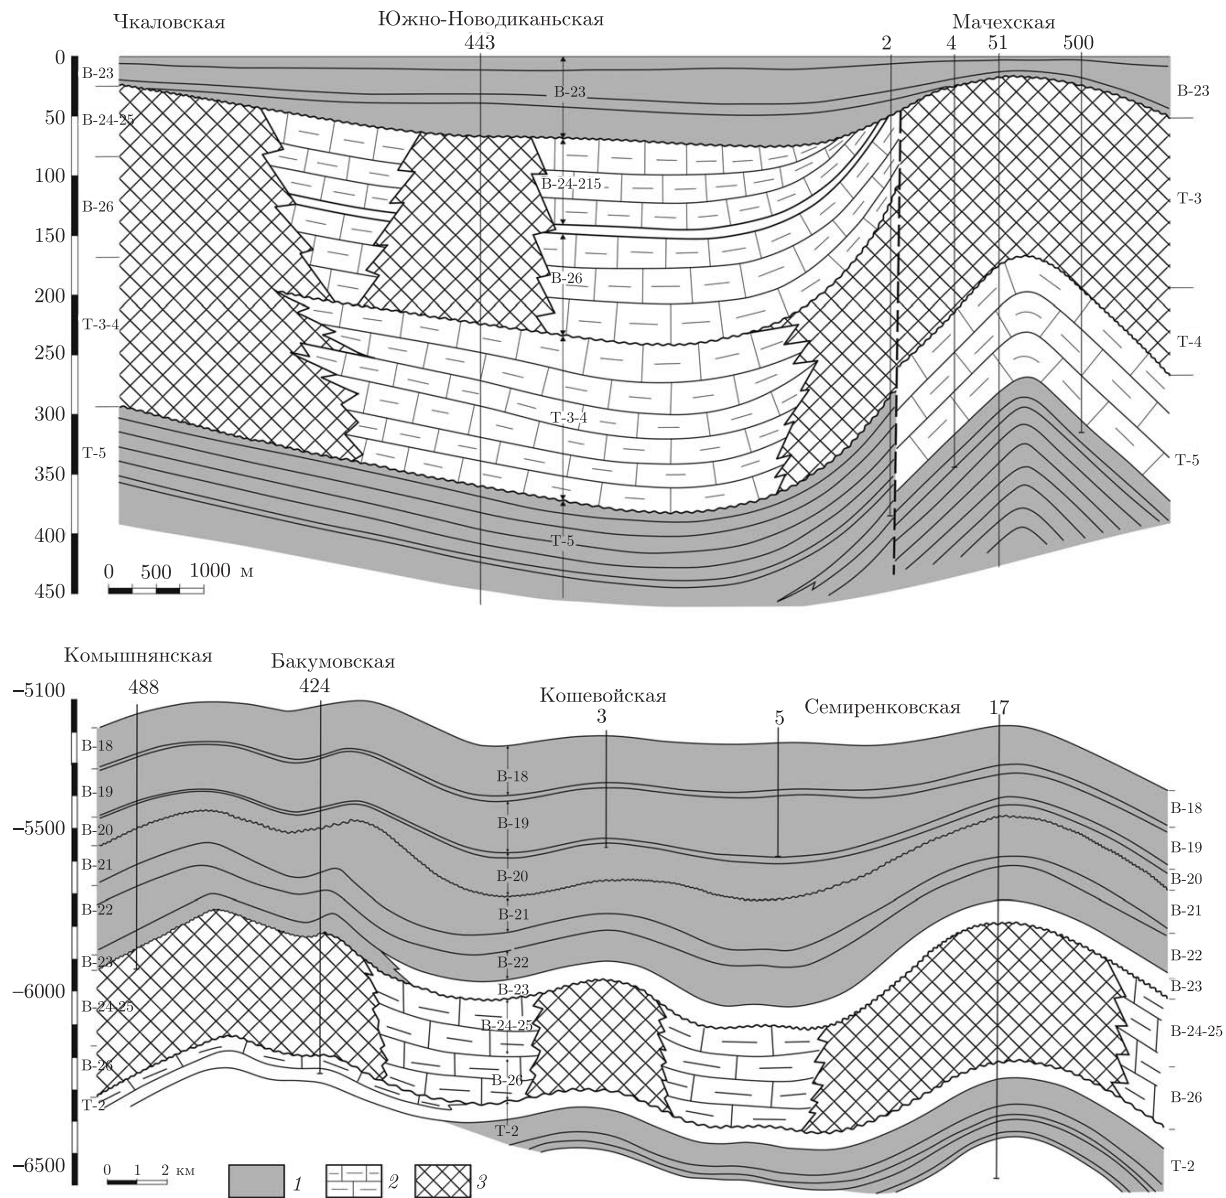 Чкаловская
Южно-Новодиканьская
Мачехская
443
2
4
51
500
0
50
100
150
200
250
300
350
400
450
В-23
В-24-25
В-26
Т-3-4
Т-5
В-23
В-24-215
В-26
Т-3-4
Т-5
В-23
Т-3
Т-4
Т-5
0 500 1000 м
Комышнянская
Бакумовская
Кошевойская
Семиренковская
488
424
3
5
17
–5100
–5500
–6000
–6500
В-18
В-19
В-20
В-21
В-22
В-23
В-24-25
В-26
Т-2
В-18
В-19
В-20
В-21
В-22
В-23
В-24-25
В-26
Т-2
В-18
В-19
В-20
В-21
В-22
В-23
В-24-25
В-26
Т-2
0 1 2 км
1
2
3